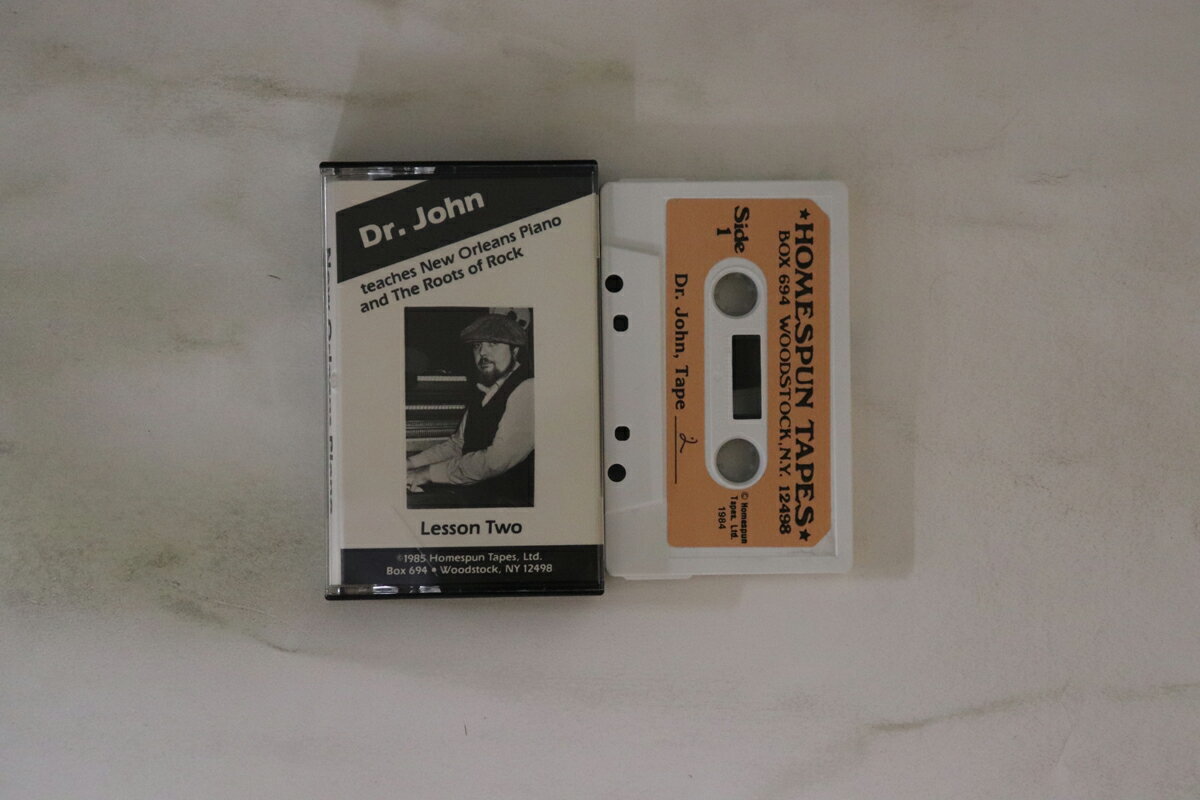 Dr. John
teaches New Orleans Piano
and The Roots of Rock
Lesson Two
©1985 Homespun Tapes, Ltd.
Box 694 • Woodstock, NY 12498
★HOMESPUN TAPES★
BOX 694 WOODSTOCK, N.Y. 12498
Side
1
Dr. John, Tape 2
© Homespun
Tapes, Ltd.
1984